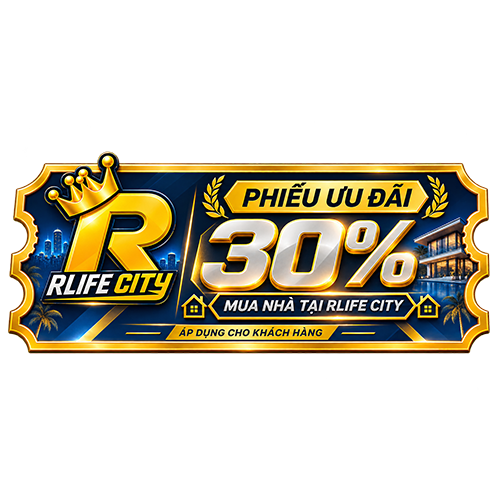 R
RLIFE CITY
PHIẾU ƯU ĐÃI
30%
MUA NHÀ TẠI RLIFE CITY
ÁP DỤNG CHO KHÁCH HÀNG